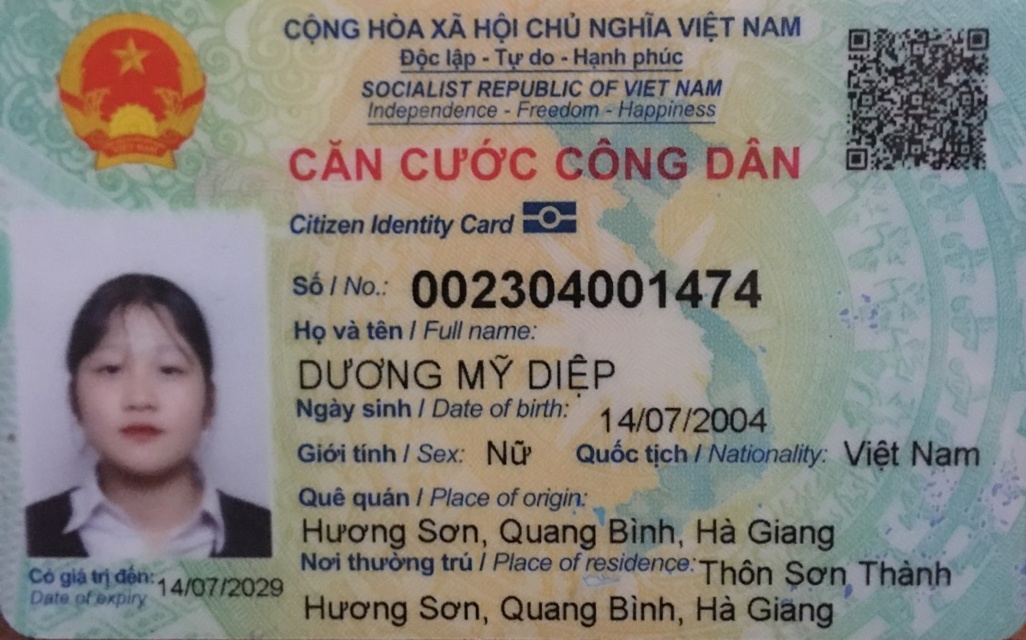 CỘNG HÒA XÃ HỘI CHỦ NGHĨA VIỆT NAM
Độc lập - Tự do - Hạnh phúc
SOCIALIST REPUBLIC OF VIET NAM
Independence - Freedom - Happiness
CĂN CƯỚC CÔNG DÂN
Citizen Identity Card
Số / No.: 002304001474
Họ và tên / Full name:
DƯƠNG MỸ DIỆP
Ngày sinh / Date of birth: 14/07/2004
Giới tính / Sex: Nữ Quốc tịch / Nationality: Việt Nam
Quê quán / Place of origin:
Hương Sơn, Quang Bình, Hà Giang
Nơi thường trú / Place of residence: Thôn Sơn Thành
Hương Sơn, Quang Bình, Hà Giang
Có giá trị đến: 14/07/2029
Date of expiry